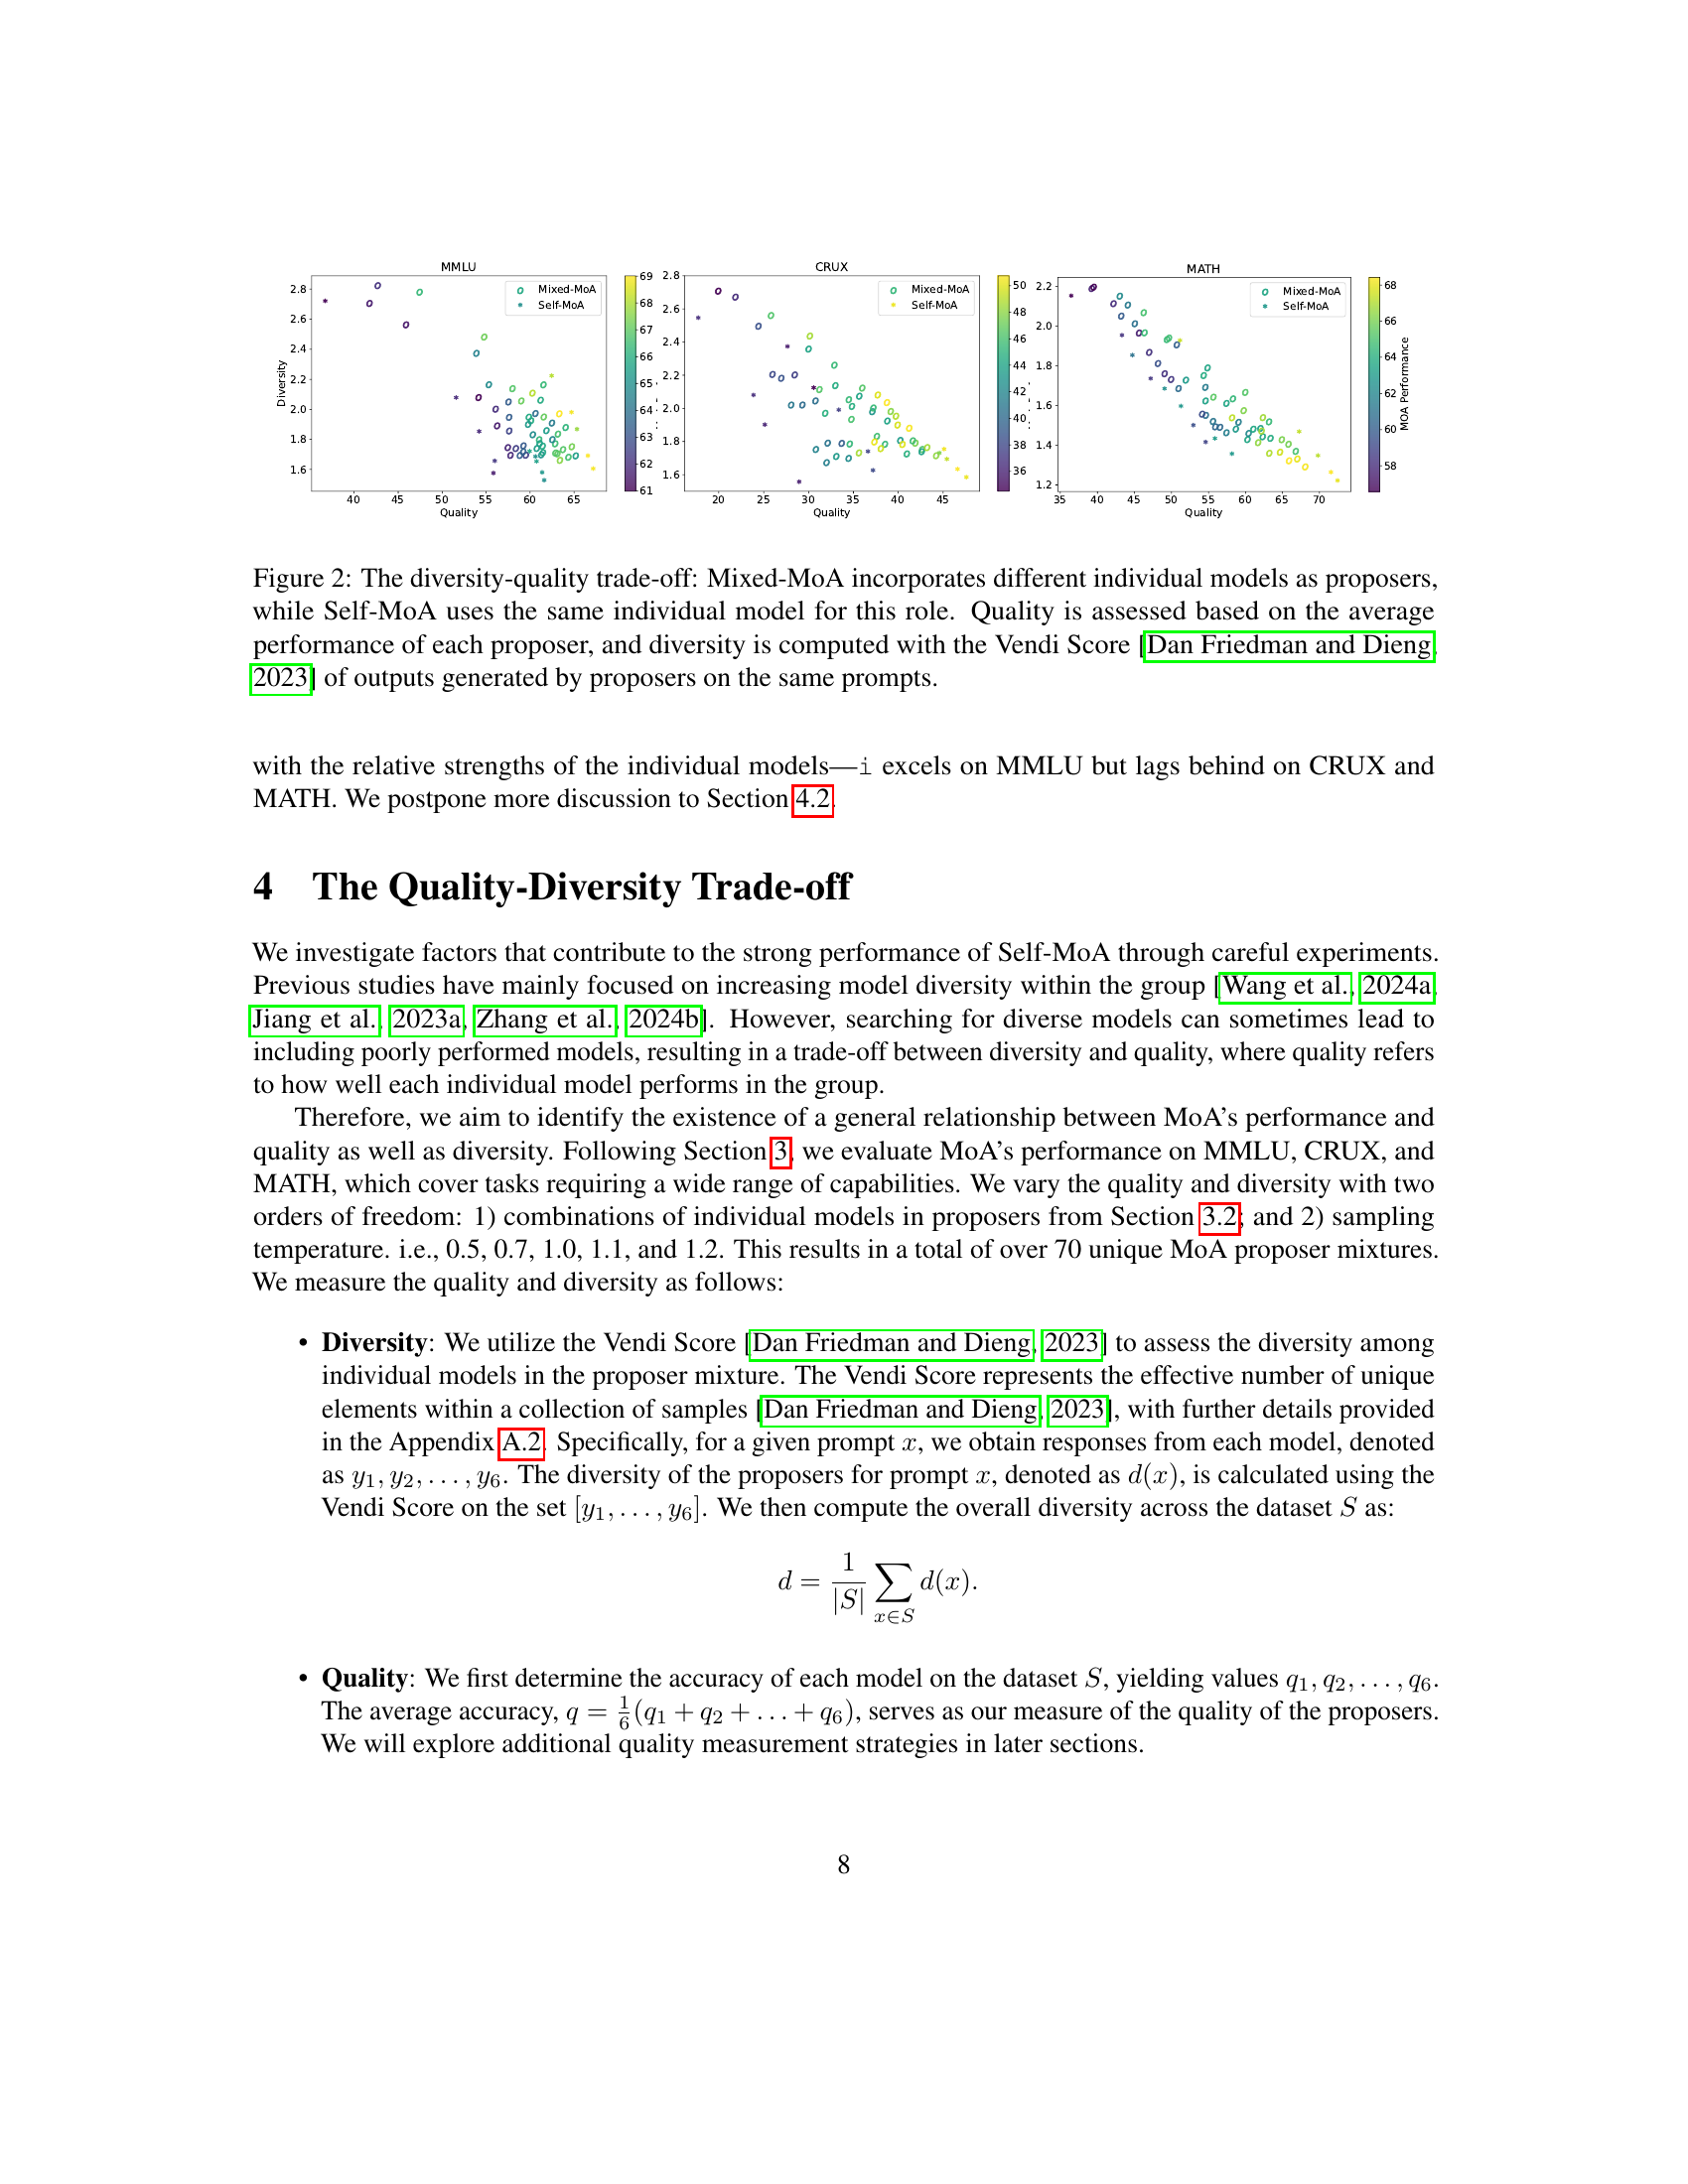 MMLU
CRUX
MATH
Diversity
2.8
2.6
2.4
2.2
2.0
1.8
1.6
40 45 50 55 60 65
Quality
Mixed-MoA
Self-MoA
69
68
67
66
65
64
63
62
61
2.8
2.6
2.4
2.2
2.0
1.8
1.6
20 25 30 35 40 45
Quality
Mixed-MoA
Self-MoA
50
48
46
44
42
40
38
36
2.2
2.0
1.8
1.6
1.4
1.2
35 40 45 50 55 60 65 70
Quality
Mixed-MoA
Self-MoA
68
66
64
62
60
58
MOA Performance
Figure 2: The diversity-quality trade-off: Mixed-MoA incorporates different individual models as proposers,
while Self-MoA uses the same individual model for this role. Quality is assessed based on the average
performance of each proposer, and diversity is computed with the Vendi Score [Dan Friedman and Dieng,
2023] of outputs generated by proposers on the same prompts.
with the relative strengths of the individual models—i excels on MMLU but lags behind on CRUX and
MATH. We postpone more discussion to Section 4.2.
4 The Quality-Diversity Trade-off
We investigate factors that contribute to the strong performance of Self-MoA through careful experiments.
Previous studies have mainly focused on increasing model diversity within the group [Wang et al., 2024a,
Jiang et al., 2023a, Zhang et al., 2024b]. However, searching for diverse models can sometimes lead to
including poorly performed models, resulting in a trade-off between diversity and quality, where quality refers
to how well each individual model performs in the group.
Therefore, we aim to identify the existence of a general relationship between MoA's performance and
quality as well as diversity. Following Section 3, we evaluate MoA's performance on MMLU, CRUX, and
MATH, which cover tasks requiring a wide range of capabilities. We vary the quality and diversity with two
orders of freedom: 1) combinations of individual models in proposers from Section 3.2; and 2) sampling
temperature. i.e., 0.5, 0.7, 1.0, 1.1, and 1.2. This results in a total of over 70 unique MoA proposer mixtures.
We measure the quality and diversity as follows:
• Diversity: We utilize the Vendi Score [Dan Friedman and Dieng, 2023] to assess the diversity among
individual models in the proposer mixture. The Vendi Score represents the effective number of unique
elements within a collection of samples [Dan Friedman and Dieng, 2023], with further details provided
in the Appendix A.2. Specifically, for a given prompt x, we obtain responses from each model, denoted
as y₁, y₂, . . . , y₆. The diversity of the proposers for prompt x, denoted as d(x), is calculated using the
Vendi Score on the set [y₁, . . . , y₆]. We then compute the overall diversity across the dataset S as:
d = 1/|S| ∑_{x∈S} d(x).
• Quality: We first determine the accuracy of each model on the dataset S, yielding values q₁, q₂, . . . , q₆.
The average accuracy, q = 1/6(q₁ + q₂ + . . . + q₆), serves as our measure of the quality of the proposers.
We will explore additional quality measurement strategies in later sections.
8